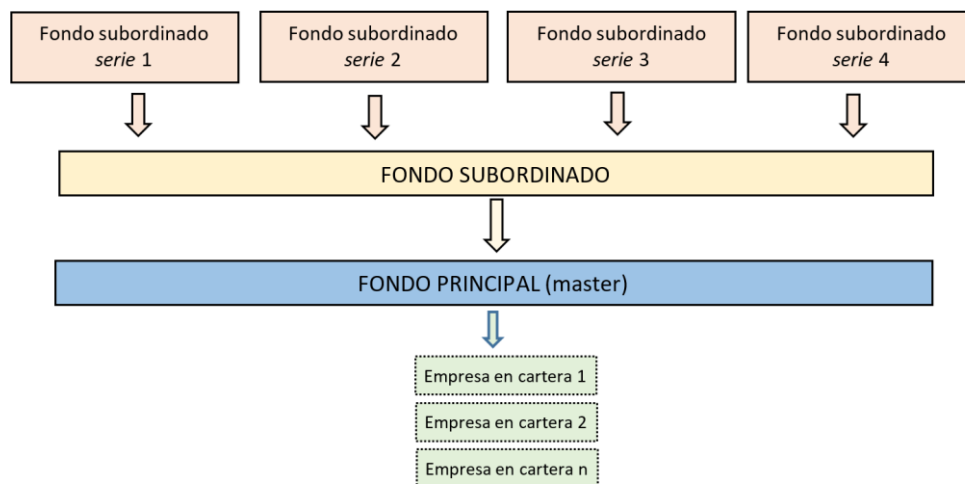 Fondo subordinado
serie 1
Fondo subordinado
serie 2
Fondo subordinado
serie 3
Fondo subordinado
serie 4
FONDO SUBORDINADO
FONDO PRINCIPAL (master)
Empresa en cartera 1
Empresa en cartera 2
Empresa en cartera n